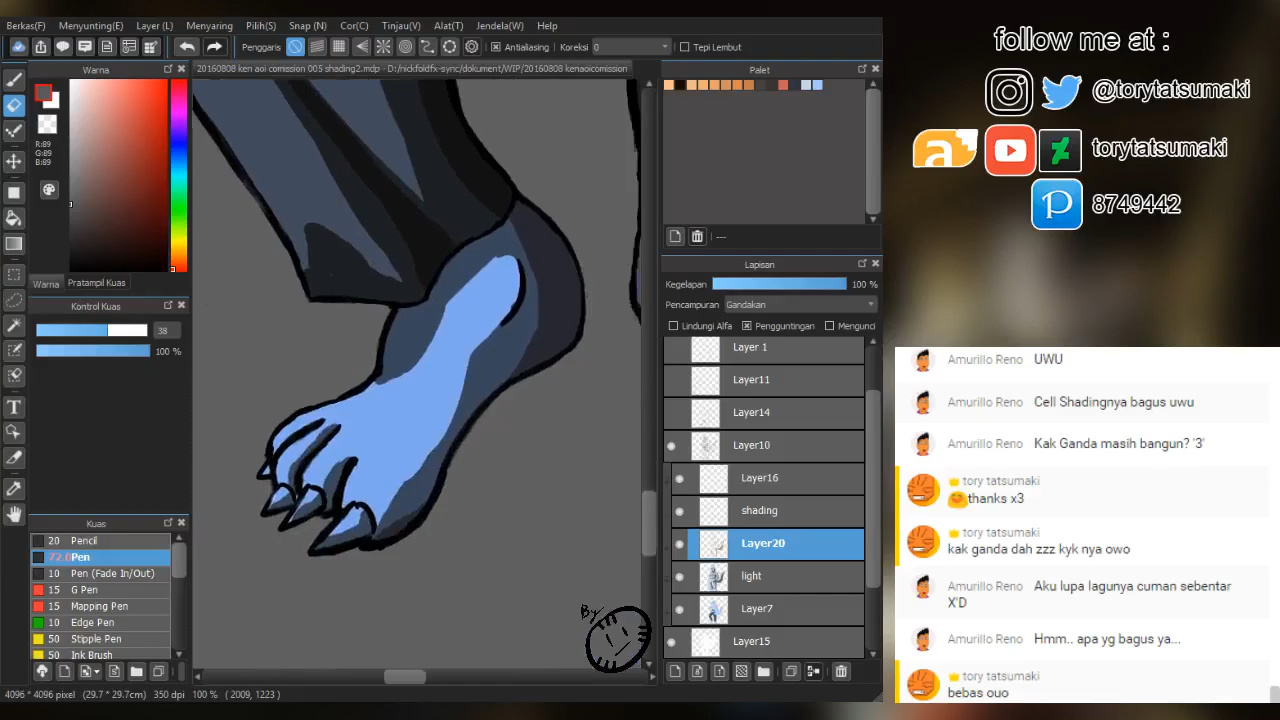 Berkas(F) Menyunting(E) Layer (L) Menyaring Pilih(S) Snap (N) Cor(C) Tinjau(V) Alat(T) Jendela(W) Help
Penggaris Antialiasing Koreksi 0 Tepi Lembut
Warna
20160808 ken aoi comission 005 shading2.mdp - D:/nickfoldfx-sync/dokument/WIP/20160808 kenaoicomission
R:89
G:89
B:89
Warna Pratampil Kuas
Kontrol Kuas
38
100 %
Kuas
20 Pencil
72.0 Pen
10 Pen (Fade In/Out)
15 G Pen
15 Mapping Pen
10 Edge Pen
50 Stipple Pen
50 Ink Brush
4096 * 4096 pixel (29.7 * 29.7cm) 350 dpi 100 % ( 2009, 1223 )
By
Palet
---
Lapisan
Kegelapan 100 %
Pencampuran Gandakan
Lindungi Alfa Pengguntingan Mengunci
Layer 1
Layer11
Layer14
Layer10
Layer16
shading
Layer20
light
Layer7
Layer15
follow me at :
@torytatsumaki
a torytatsumaki
P 8749442
Amurillo Reno UWU
Amurillo Reno Cell Shadingnya bagus uwu
Amurillo Reno Kak Ganda masih bangun? '3'
tory tatsumaki
thanks x3
tory tatsumaki
kak ganda dah zzz kyk nya owo
Amurillo Reno Aku lupa lagunya cuman sebentar
X'D
Amurillo Reno Hmm.. apa yg bagus ya...
tory tatsumaki
bebas ouo